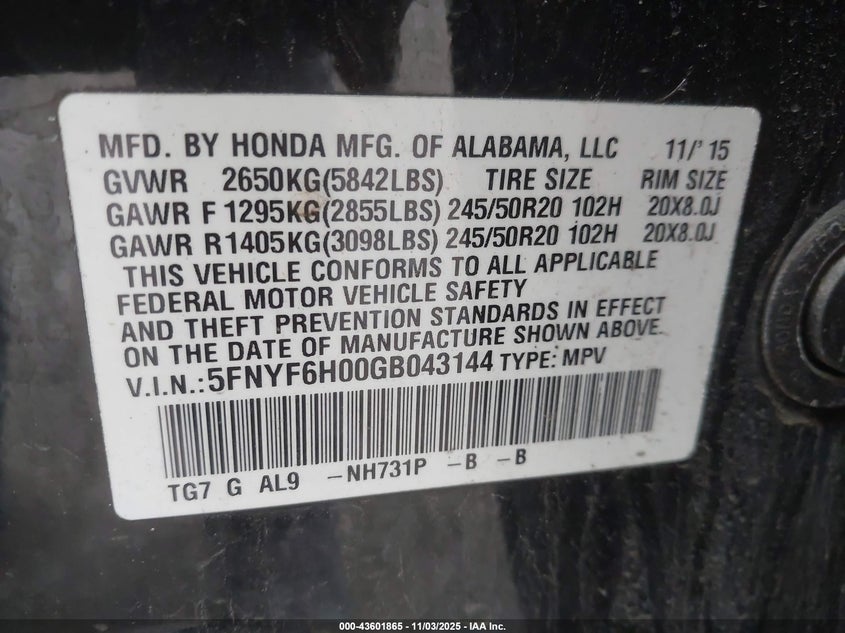 MFD. BY HONDA MFG. OF ALABAMA, LLC 11/'15
GVWR 2650KG(5842LBS) TIRE SIZE RIM SIZE
GAWR F 1295KG(2855LBS) 245/50R20 102H 20X8.0J
GAWR R 1405KG(3098LBS) 245/50R20 102H 20X8.0J
THIS VEHICLE CONFORMS TO ALL APPLICABLE
FEDERAL MOTOR VEHICLE SAFETY
AND THEFT PREVENTION STANDARDS IN EFFECT
ON THE DATE OF MANUFACTURE SHOWN ABOVE.
V.I.N.:5FNYF6H00GB043144 TYPE: MPV
TG7 G AL9 -NH731P -B -B
000-43601865 - 11/03/2025 - IAA Inc.